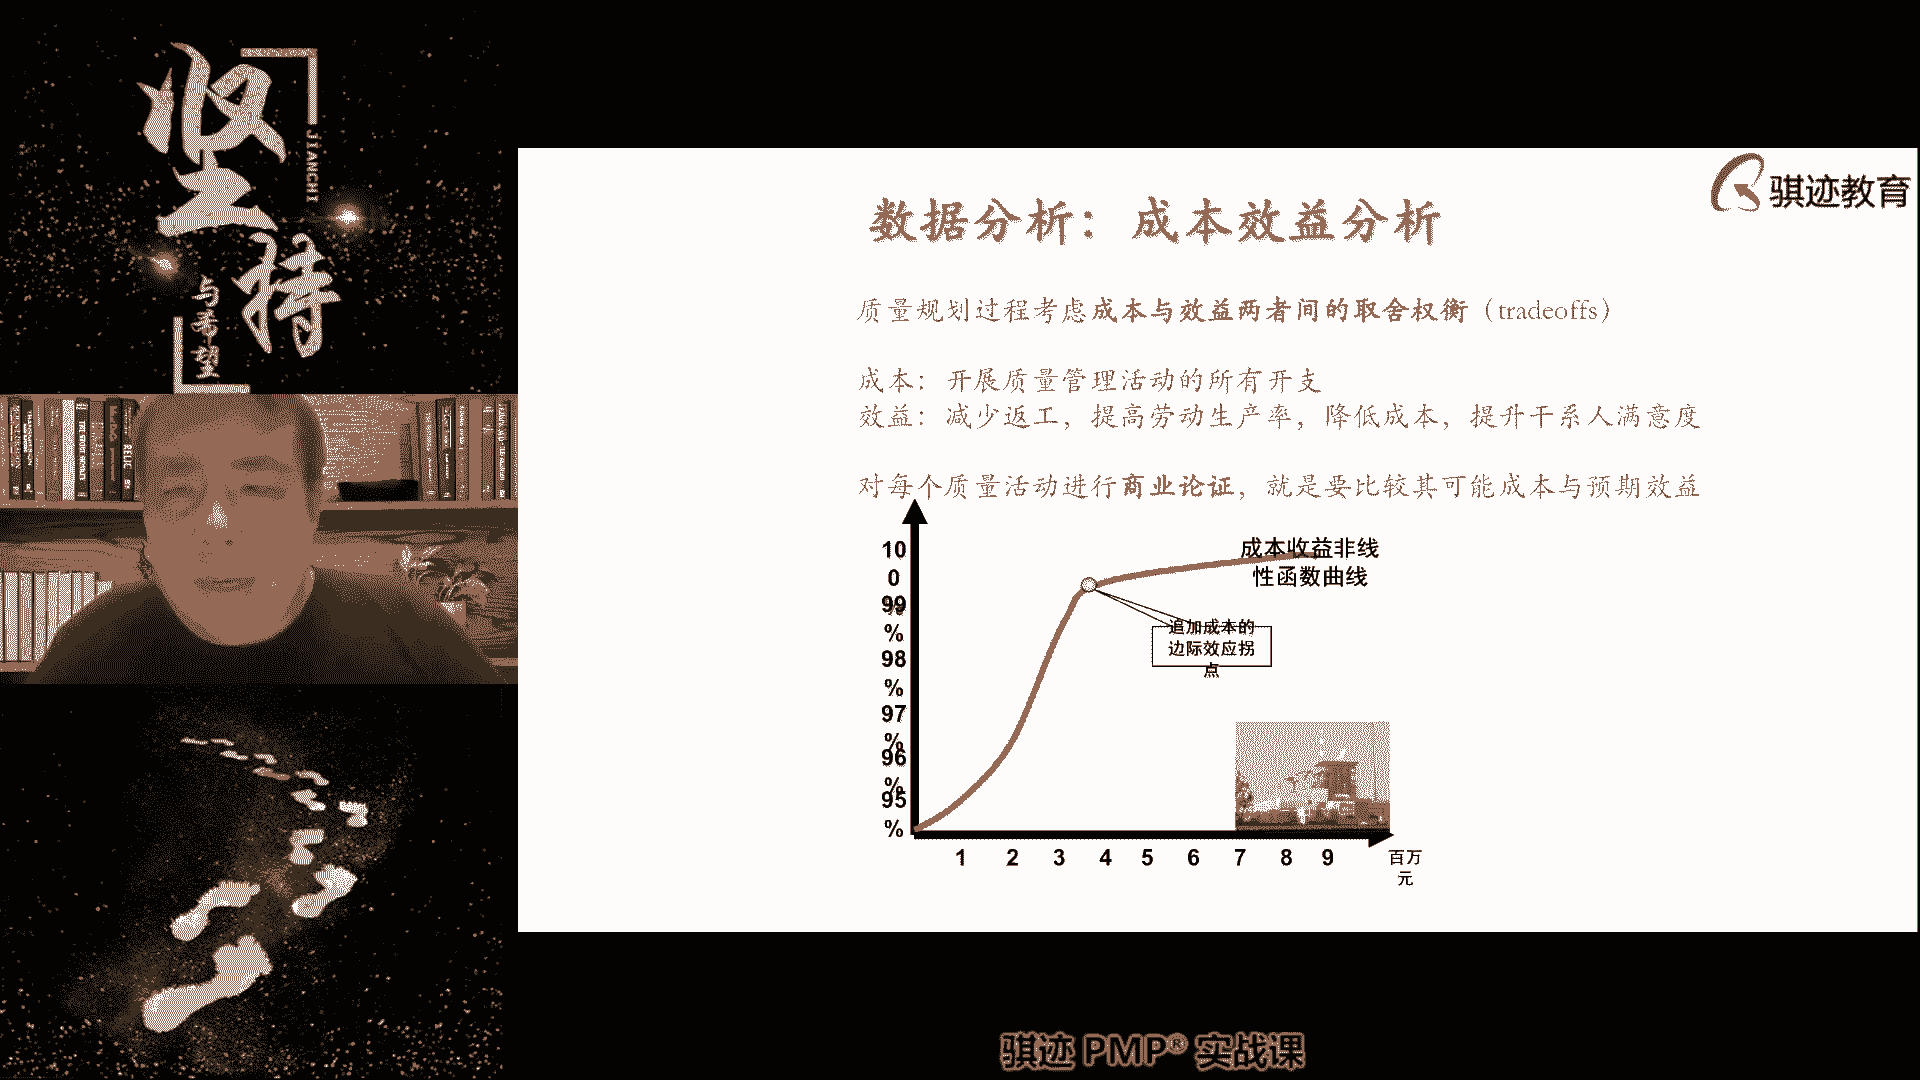 坚持
JIANCHI
与希望
RELIC
骐迹教育
数据分析：成本效益分析
质量规划过程考虑成本与效益两者间的取舍权衡（tradeoffs）
成本：开展质量管理活动的所有开支
效益：减少返工，提高劳动生产率，降低成本，提升干系人满意度
对每个质量活动进行商业论证，就是要比较其可能成本与预期效益
10
0
%
99
%
98
%
97
%
96
%
95
%
成本收益非线
性函数曲线
追加成本的
边际效应拐
点
1 2 3 4 5 6 7 8 9 百万
元
骐迹 PMP® 实战课